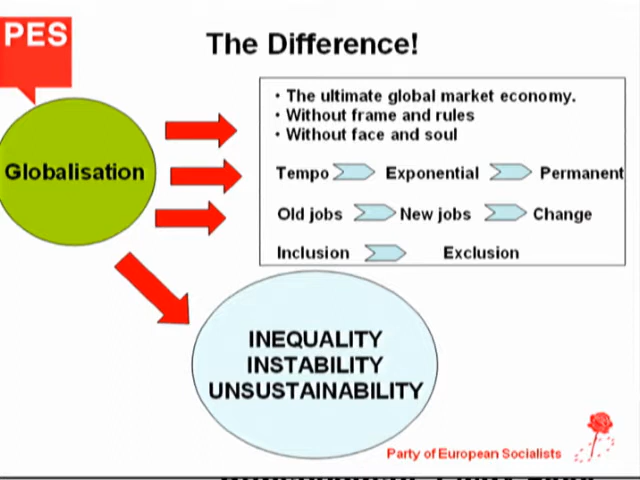 PES
The Difference!
• The ultimate global market economy.
• Without frame and rules
• Without face and soul
Globalisation
Tempo Exponential Permanent
Old jobs New jobs Change
Inclusion Exclusion
INEQUALITY
INSTABILITY
UNSUSTAINABILITY
Party of European Socialists